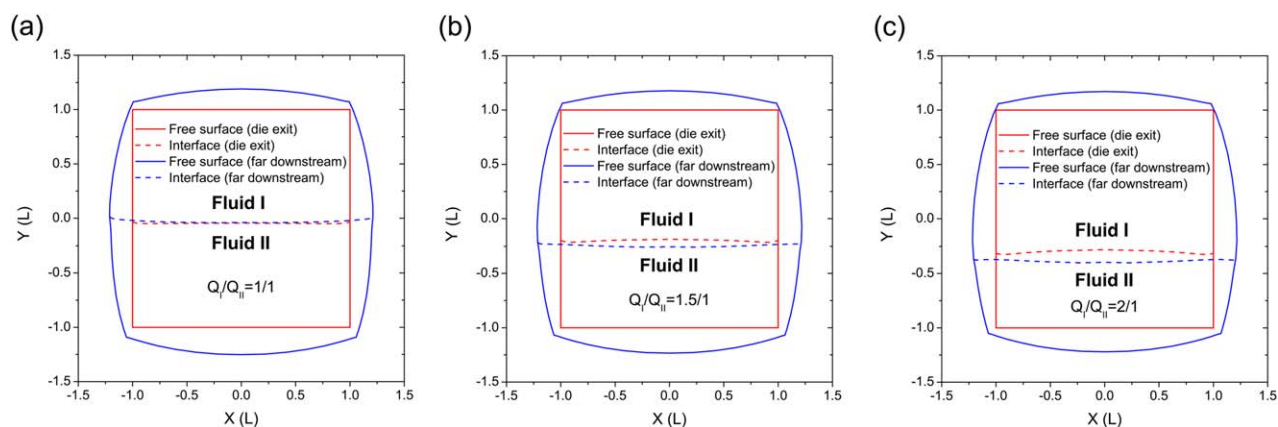 (a)
1.5
1.0
0.5
0.0
-0.5
-1.0
-1.5
Y (L)
Free surface (die exit)
Interface (die exit)
Free surface (far downstream)
Interface (far downstream)
Fluid I
Fluid II
Q_I/Q_II=1/1
-1.5 -1.0 -0.5 0.0 0.5 1.0 1.5
X (L)
(b)
1.5
1.0
0.5
0.0
-0.5
-1.0
-1.5
Y (L)
Free surface (die exit)
Interface (die exit)
Free surface (far downstream)
Interface (far downstream)
Fluid I
Fluid II
Q_I/Q_II=1.5/1
-1.5 -1.0 -0.5 0.0 0.5 1.0 1.5
X (L)
(c)
1.5
1.0
0.5
0.0
-0.5
-1.0
-1.5
Y (L)
Free surface (die exit)
Interface (die exit)
Free surface (far downstream)
Interface (far downstream)
Fluid I
Fluid II
Q_I/Q_II=2/1
-1.5 -1.0 -0.5 0.0 0.5 1.0 1.5
X (L)